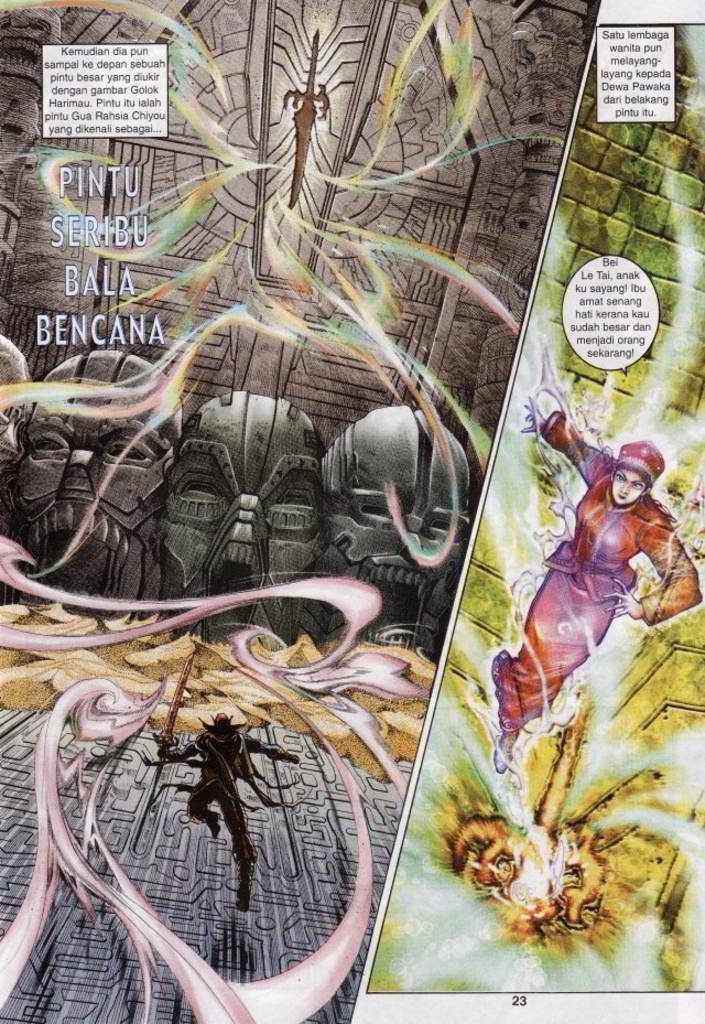 Kemudian dia pun
sampai ke depan sebuah
pintu besar yang diukir
dengan gambar Golok
Harimau. Pintu itu ialah
pintu Gua Rahsia Chiyou
yang dikenali sebagai...
PINTU
SERIBU
BALA
BENCANA
Satu lembaga
wanita pun
melayang-
layang kepada
Dewa Pawaka
dari belakang
pintu itu.
Bei
Le Tai, anak
ku sayang! Ibu
amat senang
hati kerana kau
sudah besar dan
menjadi orang
sekarang!
23